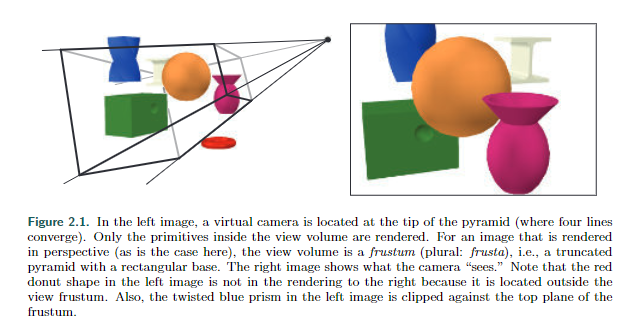 Figure 2.1. In the left image, a virtual camera is located at the tip of the pyramid (where four lines
converge). Only the primitives inside the view volume are rendered. For an image that is rendered
in perspective (as is the case here), the view volume is a frustum (plural: frusta), i.e., a truncated
pyramid with a rectangular base. The right image shows what the camera “sees.” Note that the red
donut shape in the left image is not in the rendering to the right because it is located outside the
view frustum. Also, the twisted blue prism in the left image is clipped against the top plane of the
frustum.